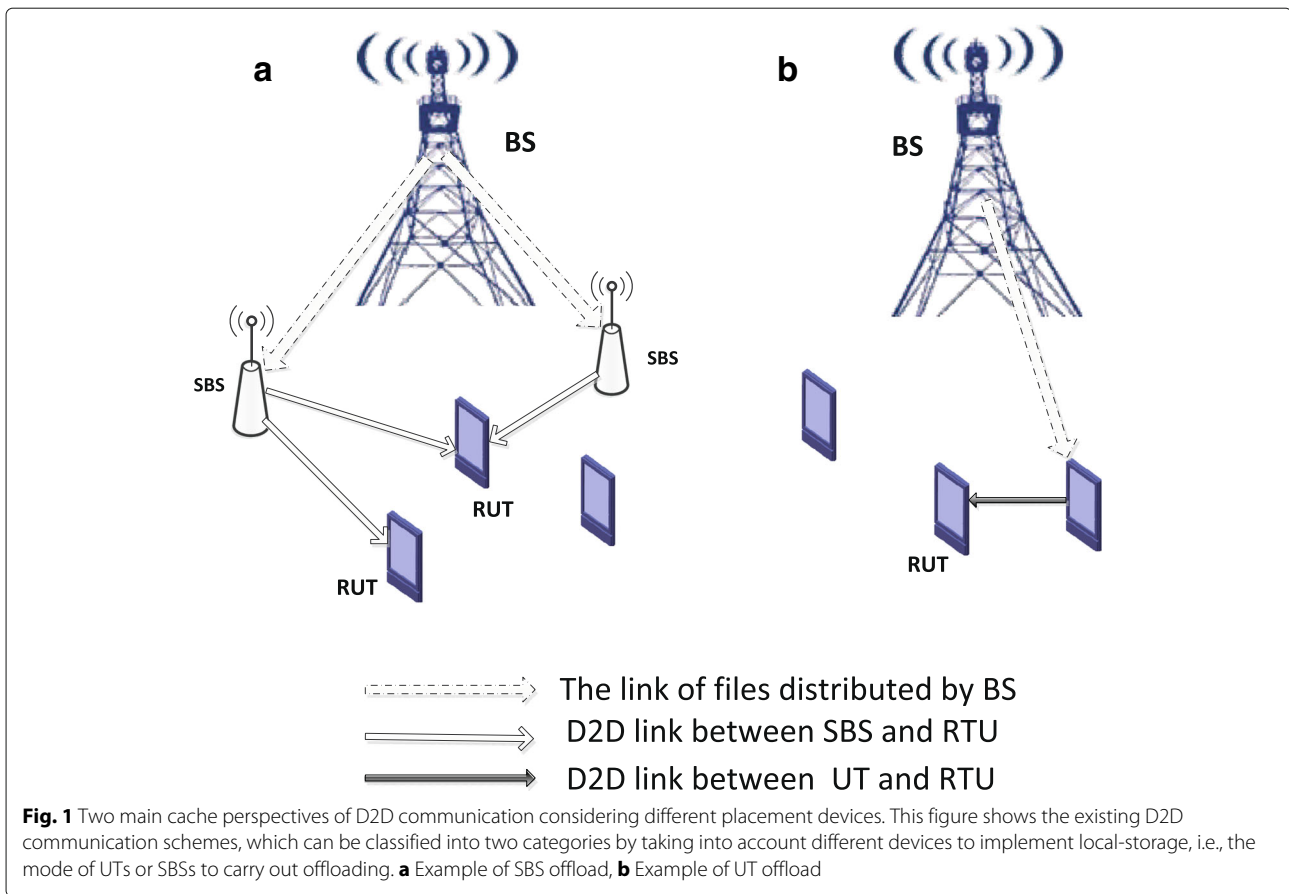 a
b
BS
BS
SBS
SBS
RUT
RUT
RUT
The link of files distributed by BS
D2D link between SBS and RTU
D2D link between UT and RTU
Fig. 1 Two main cache perspectives of D2D communication considering different placement devices. This figure shows the existing D2D
communication schemes, which can be classified into two categories by taking into account different devices to implement local-storage, i.e., the
mode of UTs or SBSs to carry out offloading. a Example of SBS offload, b Example of UT offload